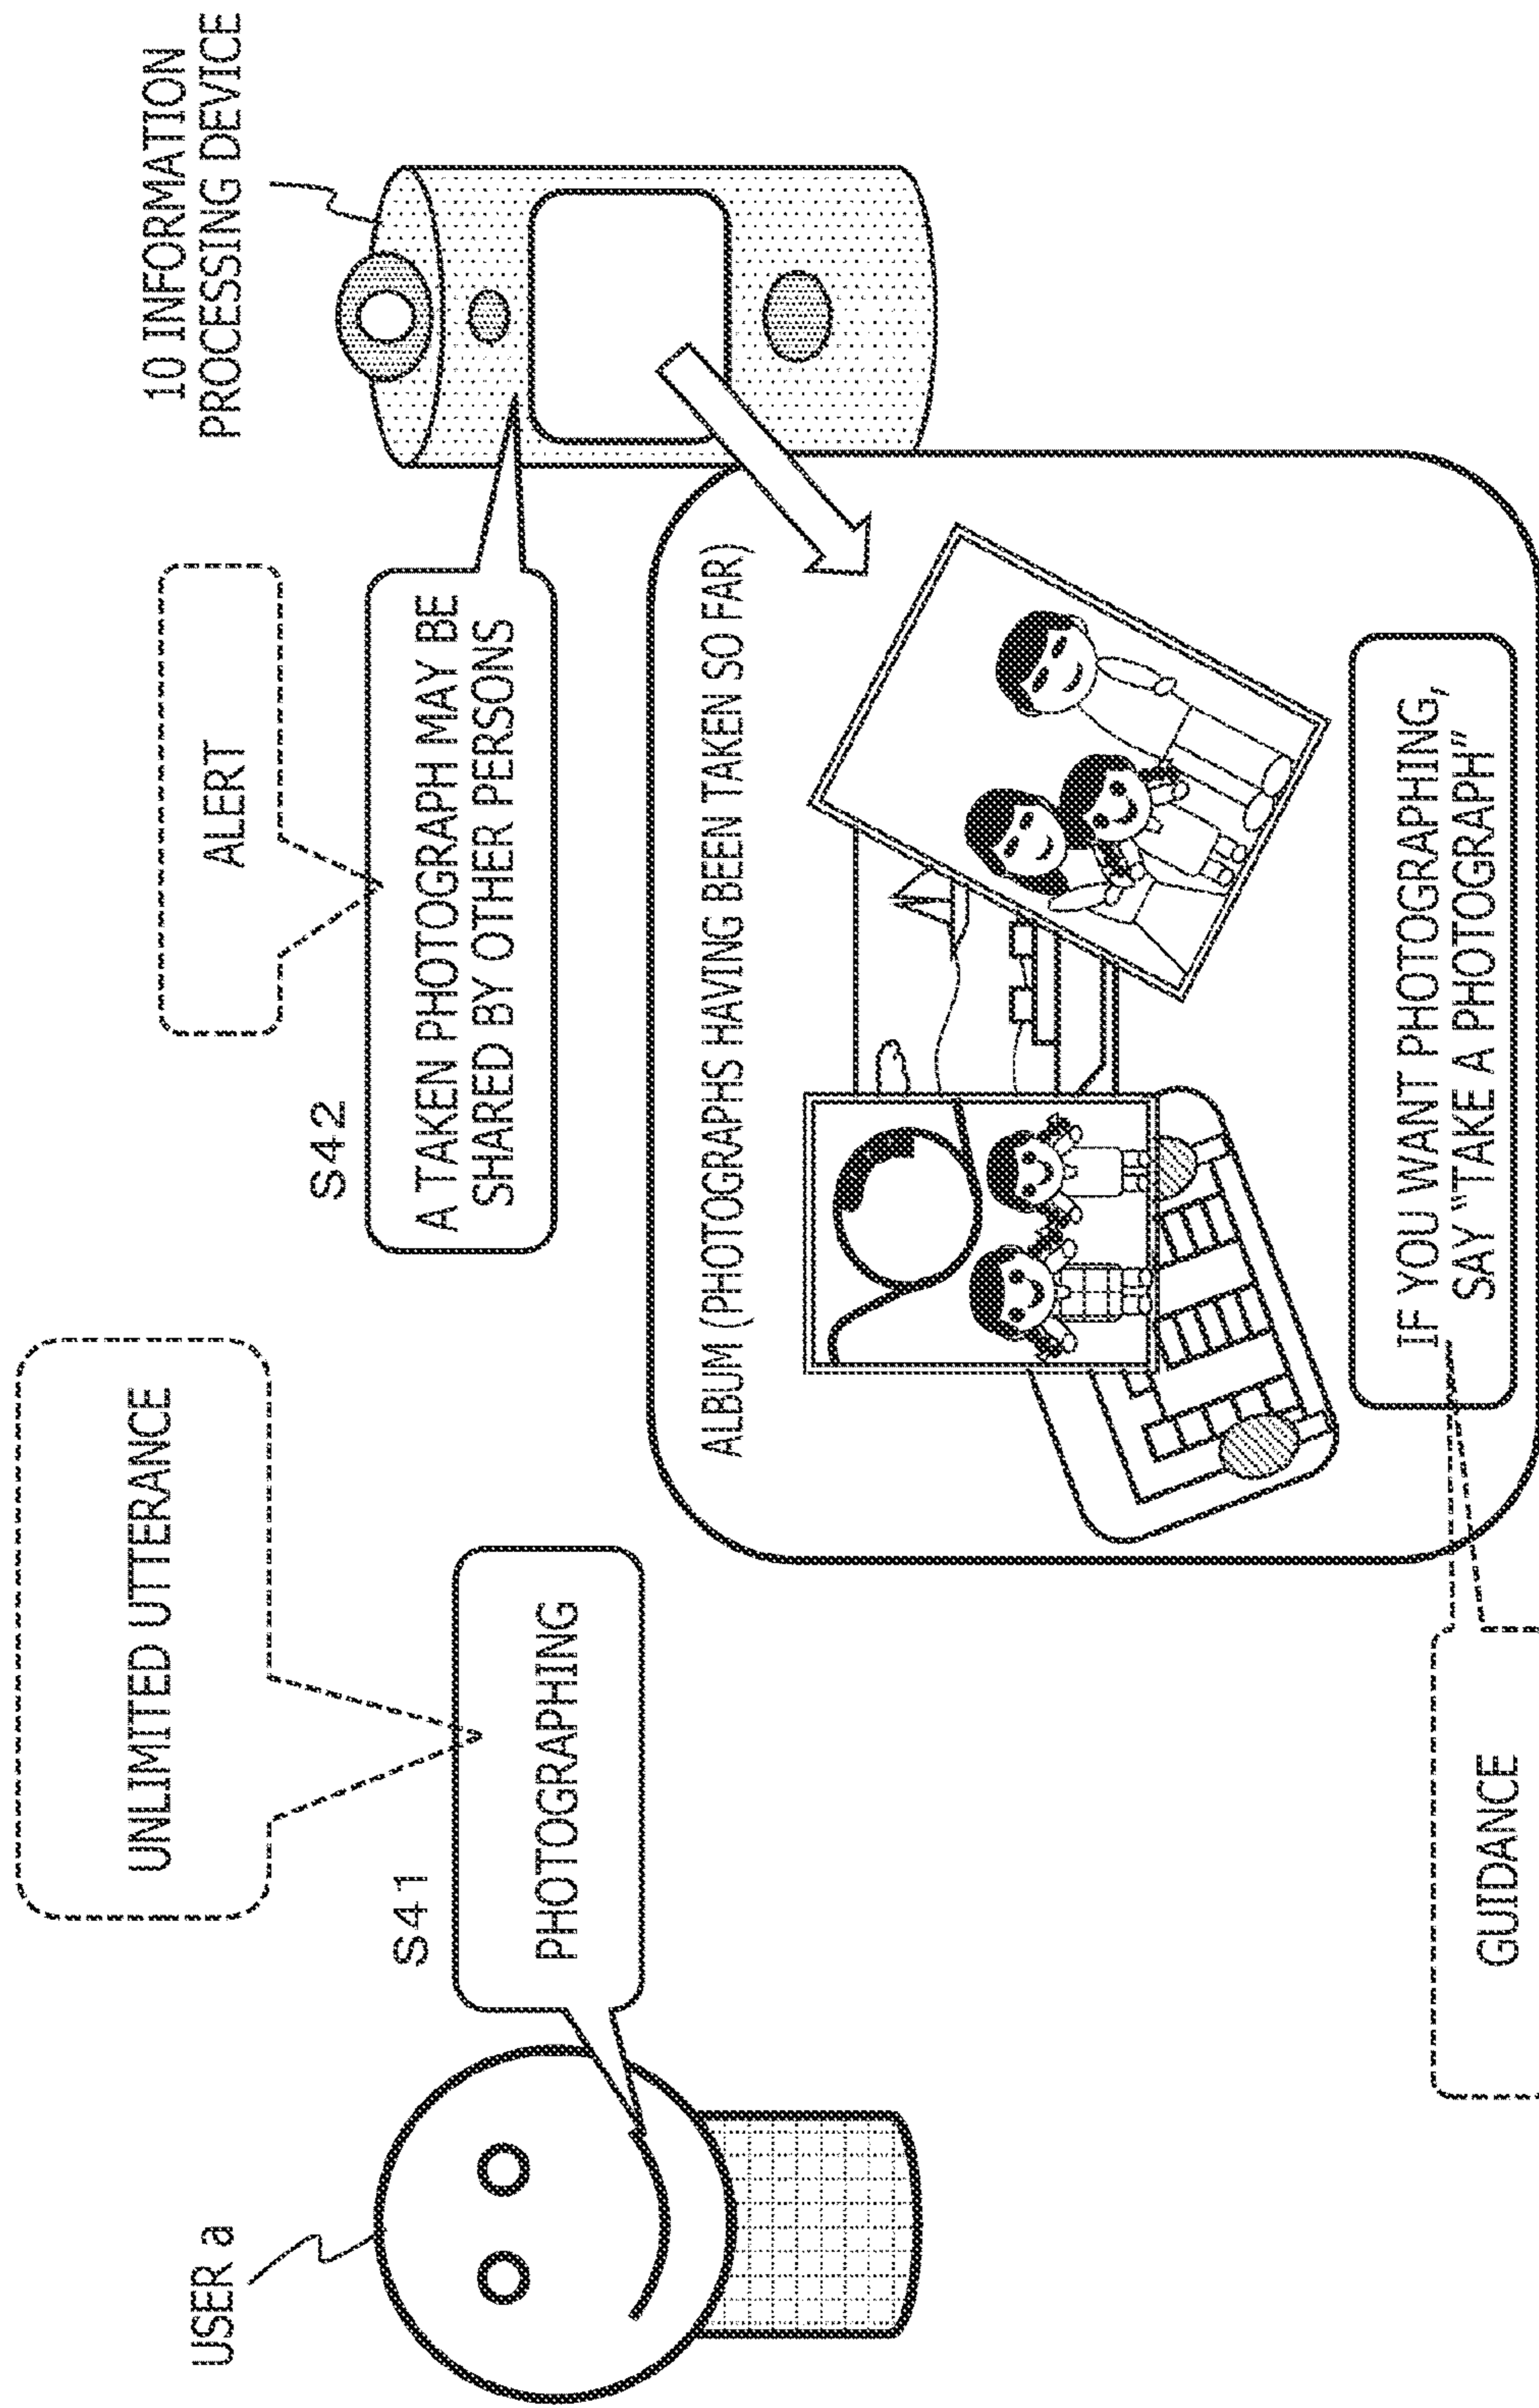 UNLIMITED UTTERANCE
ALERT
10 INFORMATION
PROCESSING DEVICE
USER a
S41
PHOTOGRAPHING
S42
A TAKEN PHOTOGRAPH MAY BE
SHARED BY OTHER PERSONS
ALBUM (PHOTOGRAPHS HAVING BEEN TAKEN SO FAR)
IF YOU WANT PHOTOGRAPHING,
SAY "TAKE A PHOTOGRAPH"
GUIDANCE